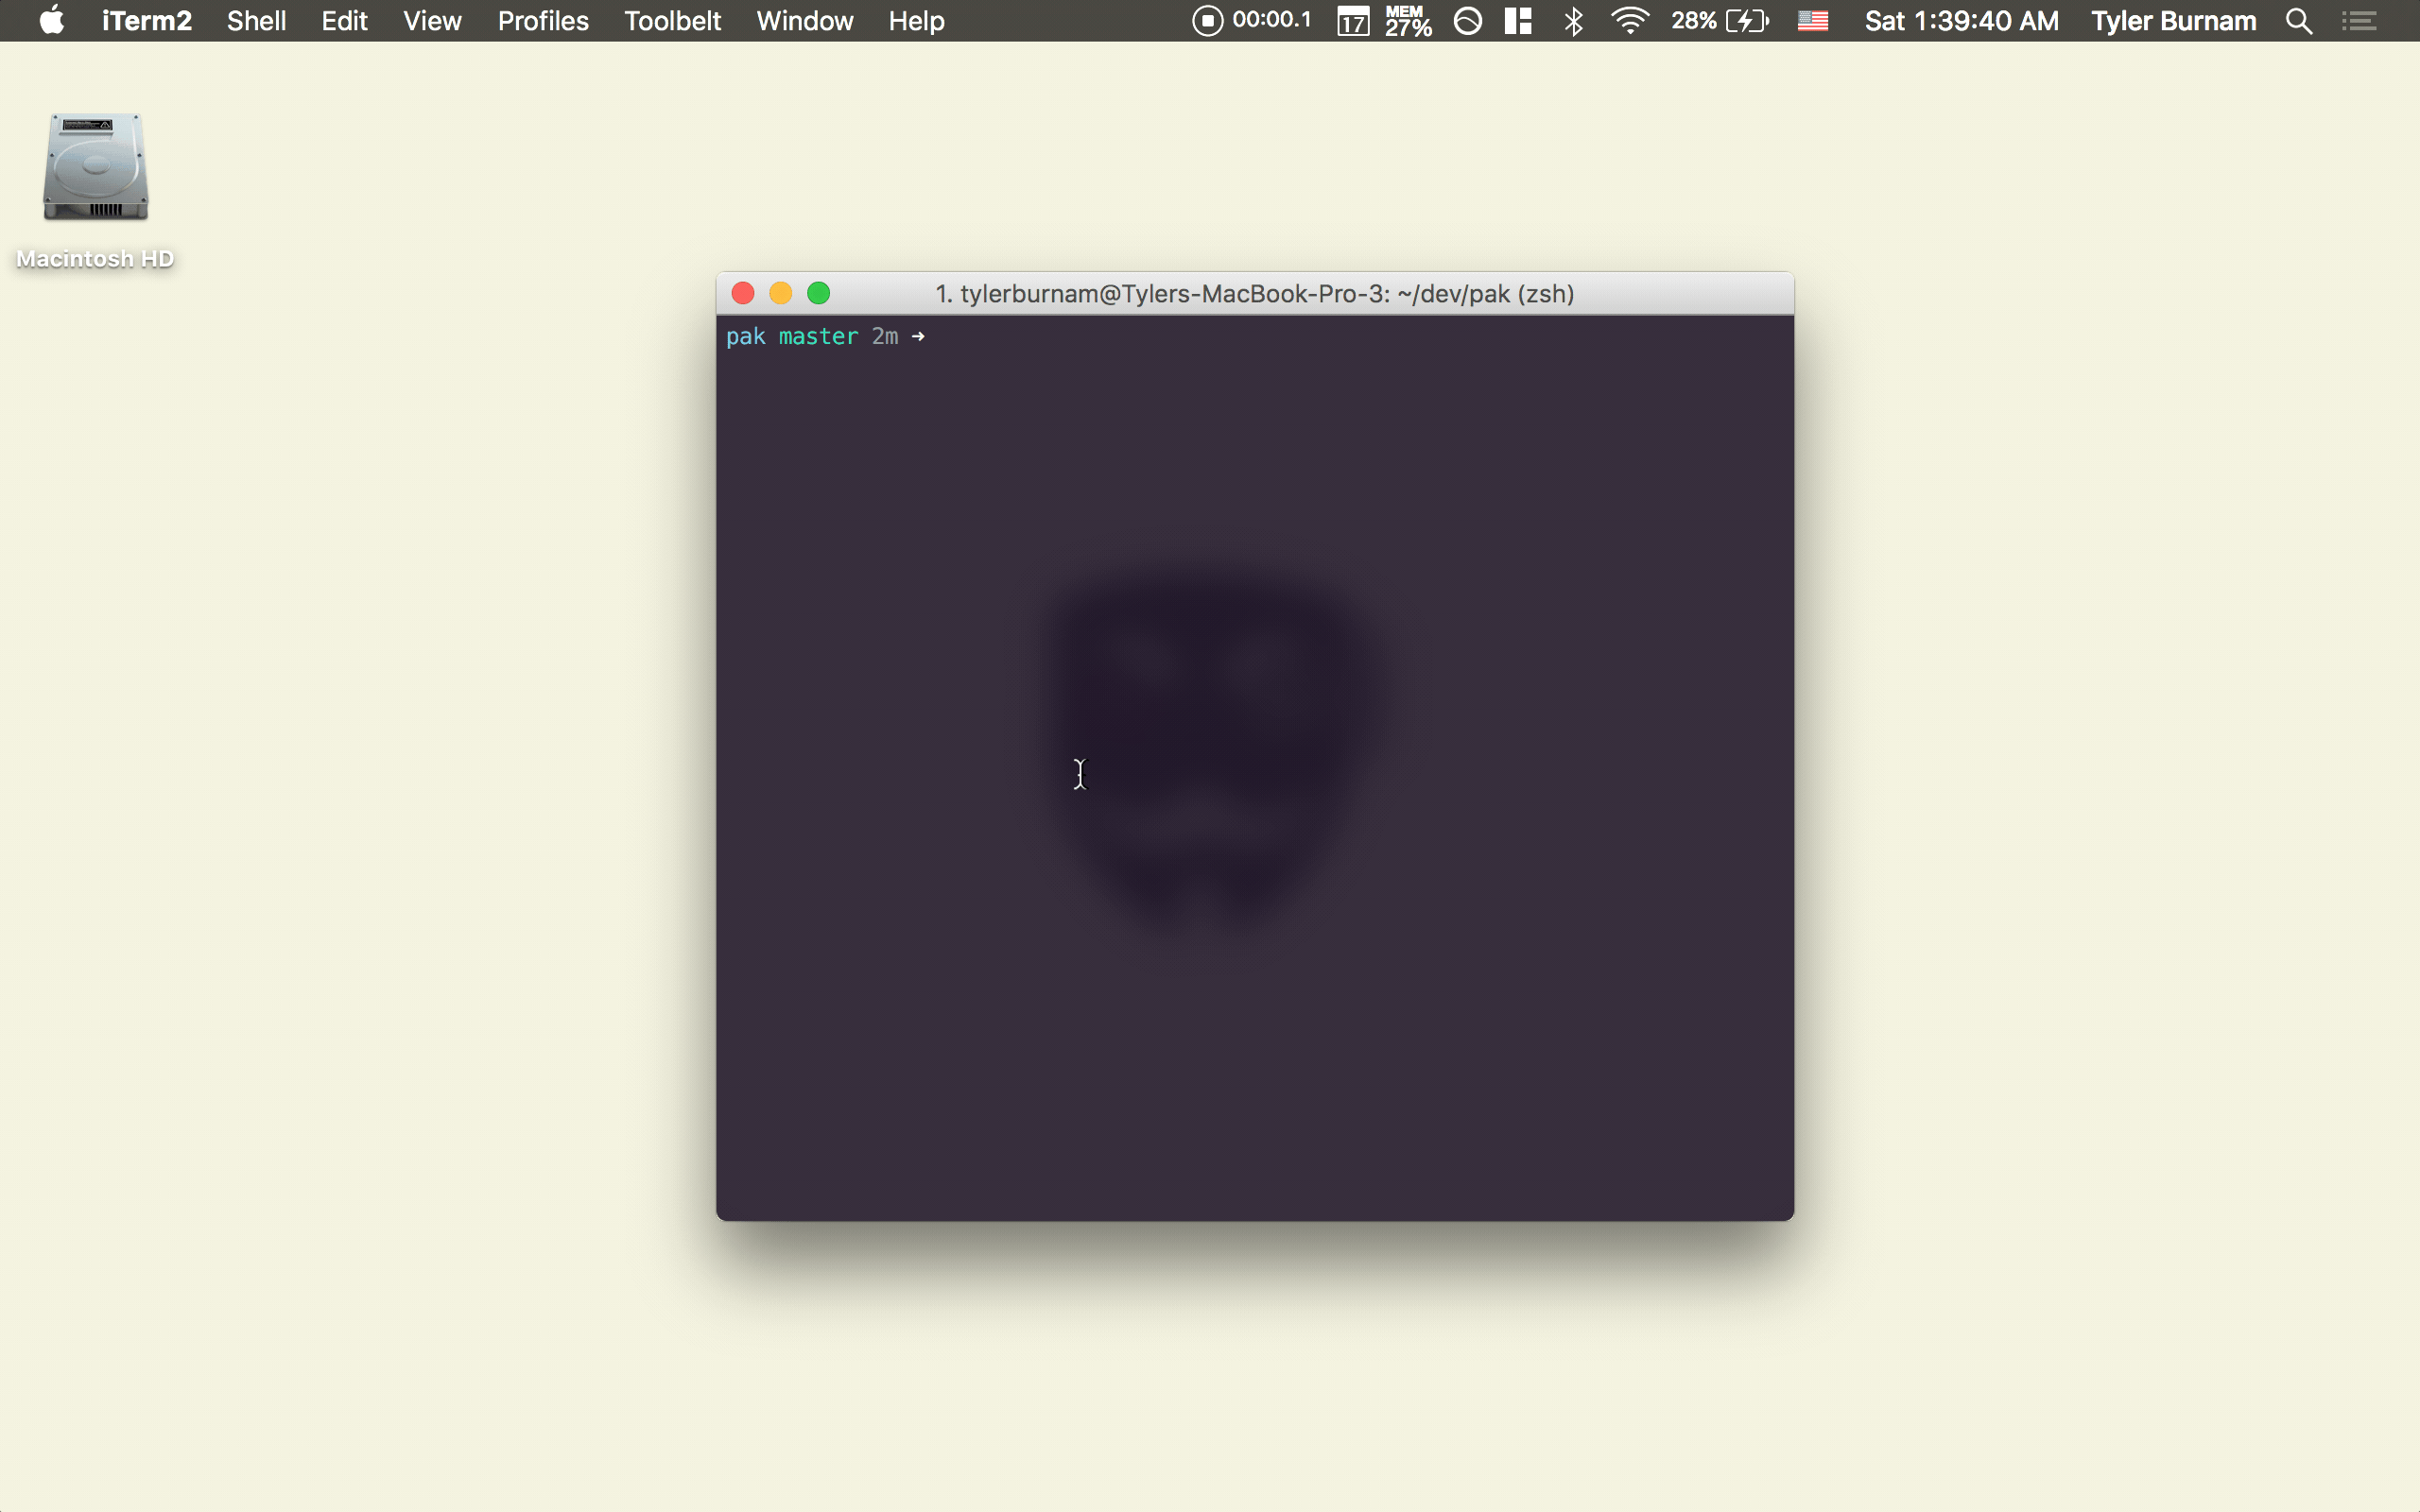 iTerm2 Shell Edit View Profiles Toolbelt Window Help 00:00.1 17 MEM 27% 28% Sat 1:39:40 AM Tyler Burnam
Macintosh HD
1. tylerburnam@Tylers-MacBook-Pro-3: ~/dev/pak (zsh)
pak master 2m ➜